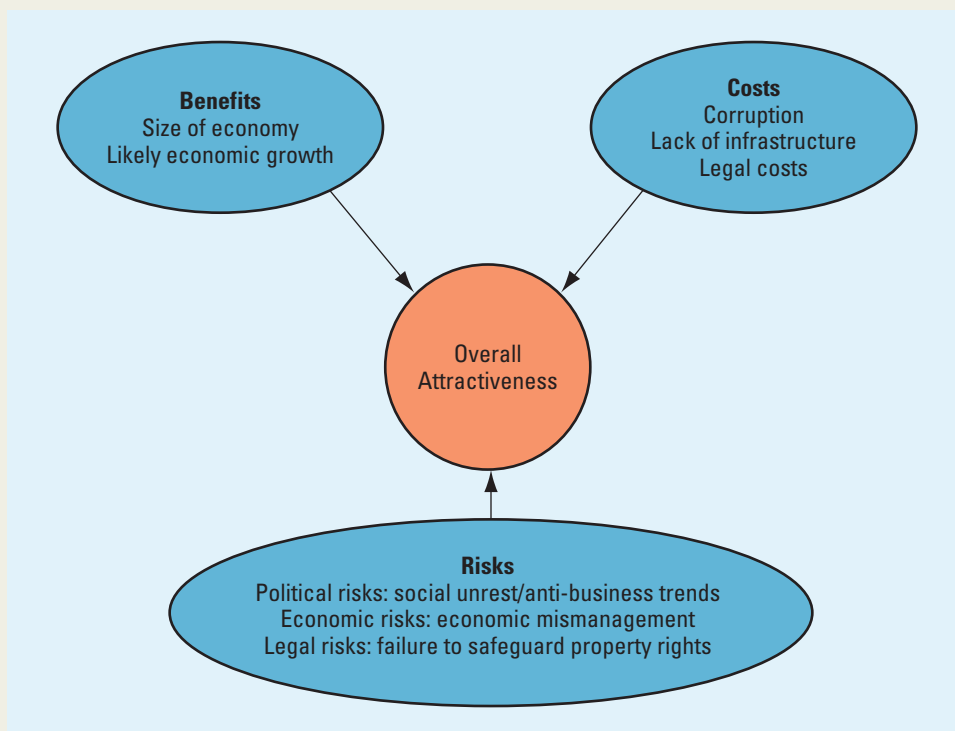 Benefits
Size of economy
Likely economic growth
Costs
Corruption
Lack of infrastructure
Legal costs
Overall
Attractiveness
Risks
Political risks: social unrest/anti-business trends
Economic risks: economic mismanagement
Legal risks: failure to safeguard property rights